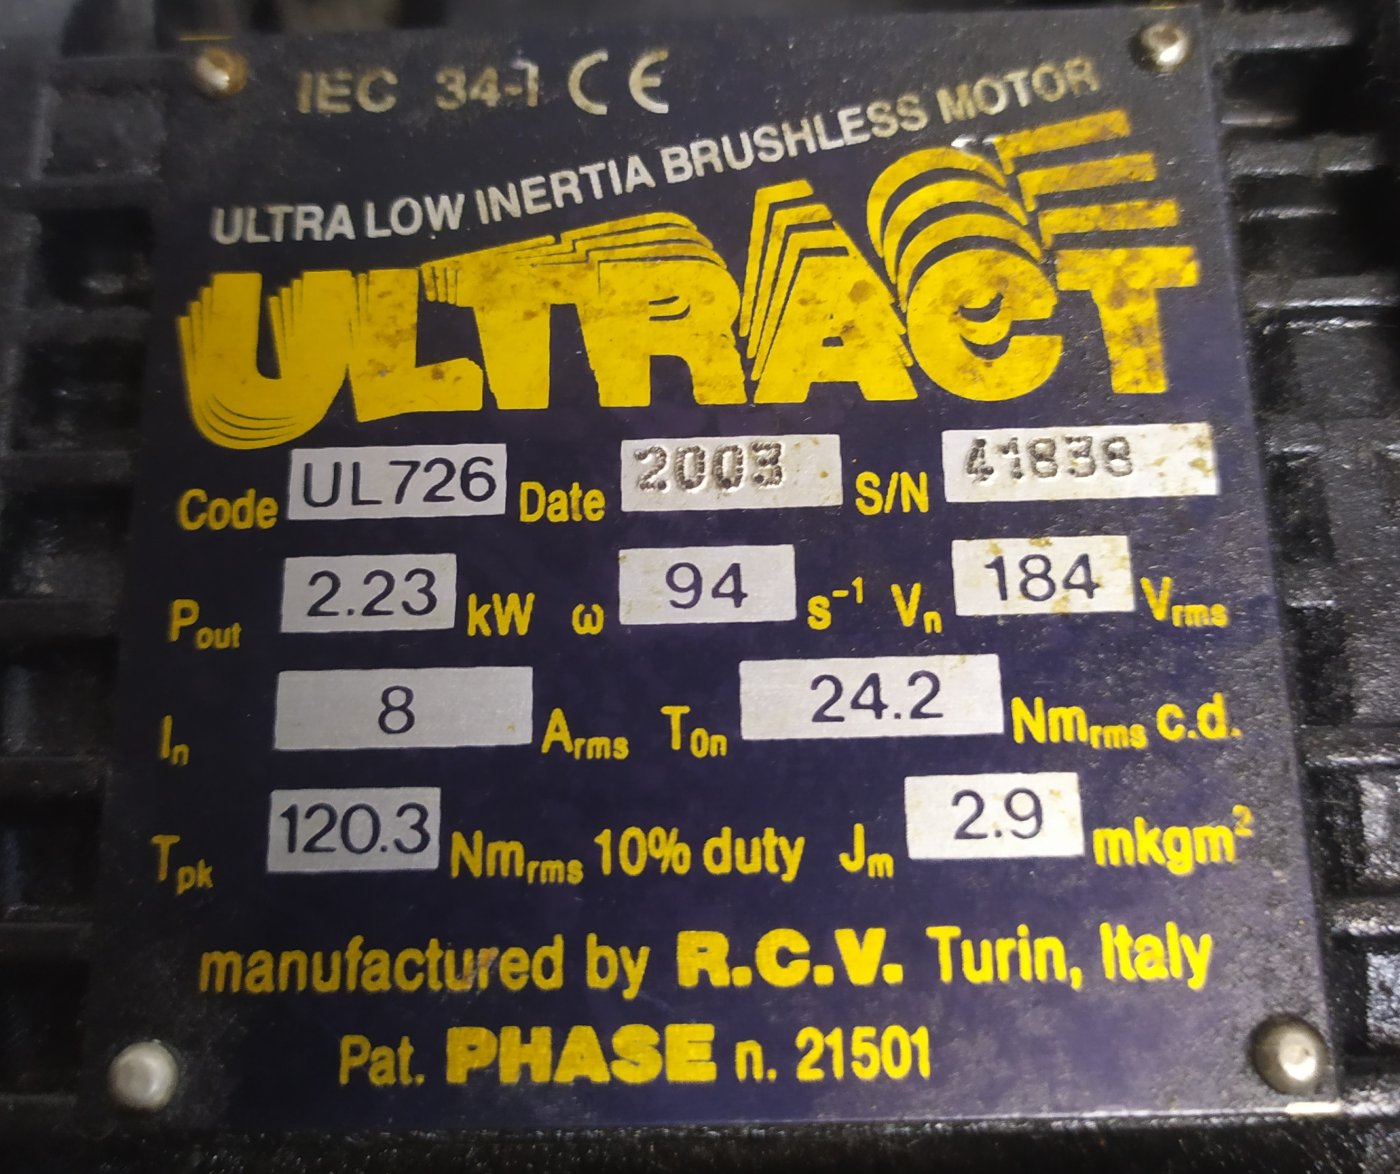 IEC 34-1 CE
ULTRA LOW INERTIA BRUSHLESS MOTOR
ULTRACT
Code UL726 Date 2003 S/N 41838
Pout 2.23 kW ω 94 s⁻¹ Vn 184 Vrms
In 8 Arms T0n 24.2 Nmrms c.d.
Tpk 120.3 Nmrms 10% duty Jm 2.9 mkgm²
manufactured by R.C.V. Turin, Italy
Pat. PHASE n. 21501